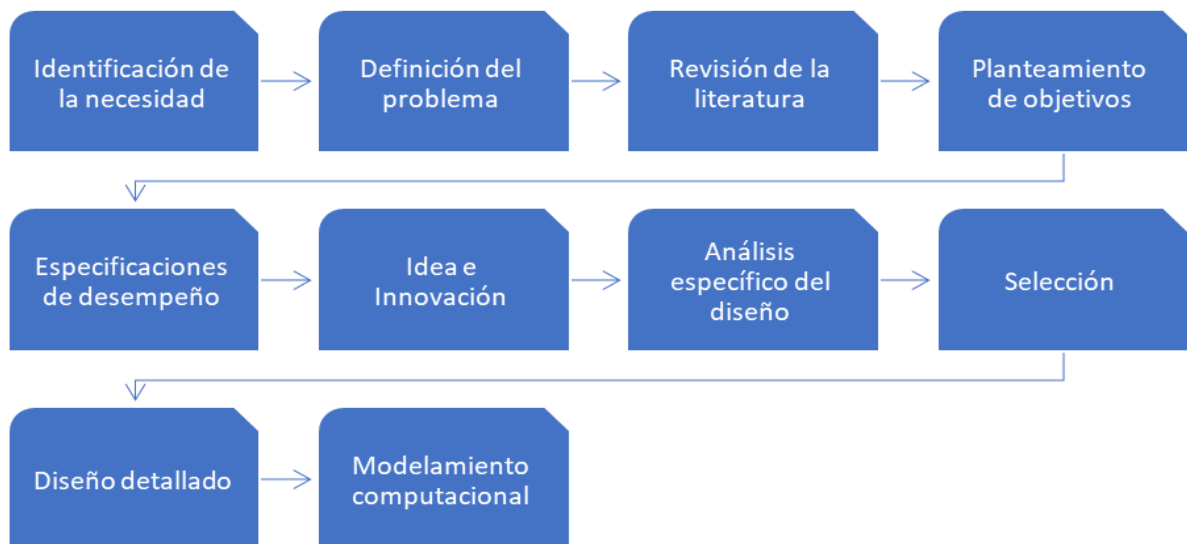 Identificación de
la necesidad
Definición del
problema
Revisión de la
literatura
Planteamiento
de objetivos
Especificaciones
de desempeño
Idea e
Innovación
Análisis
específico del
diseño
Selección
Diseño detallado
Modelamiento
computacional